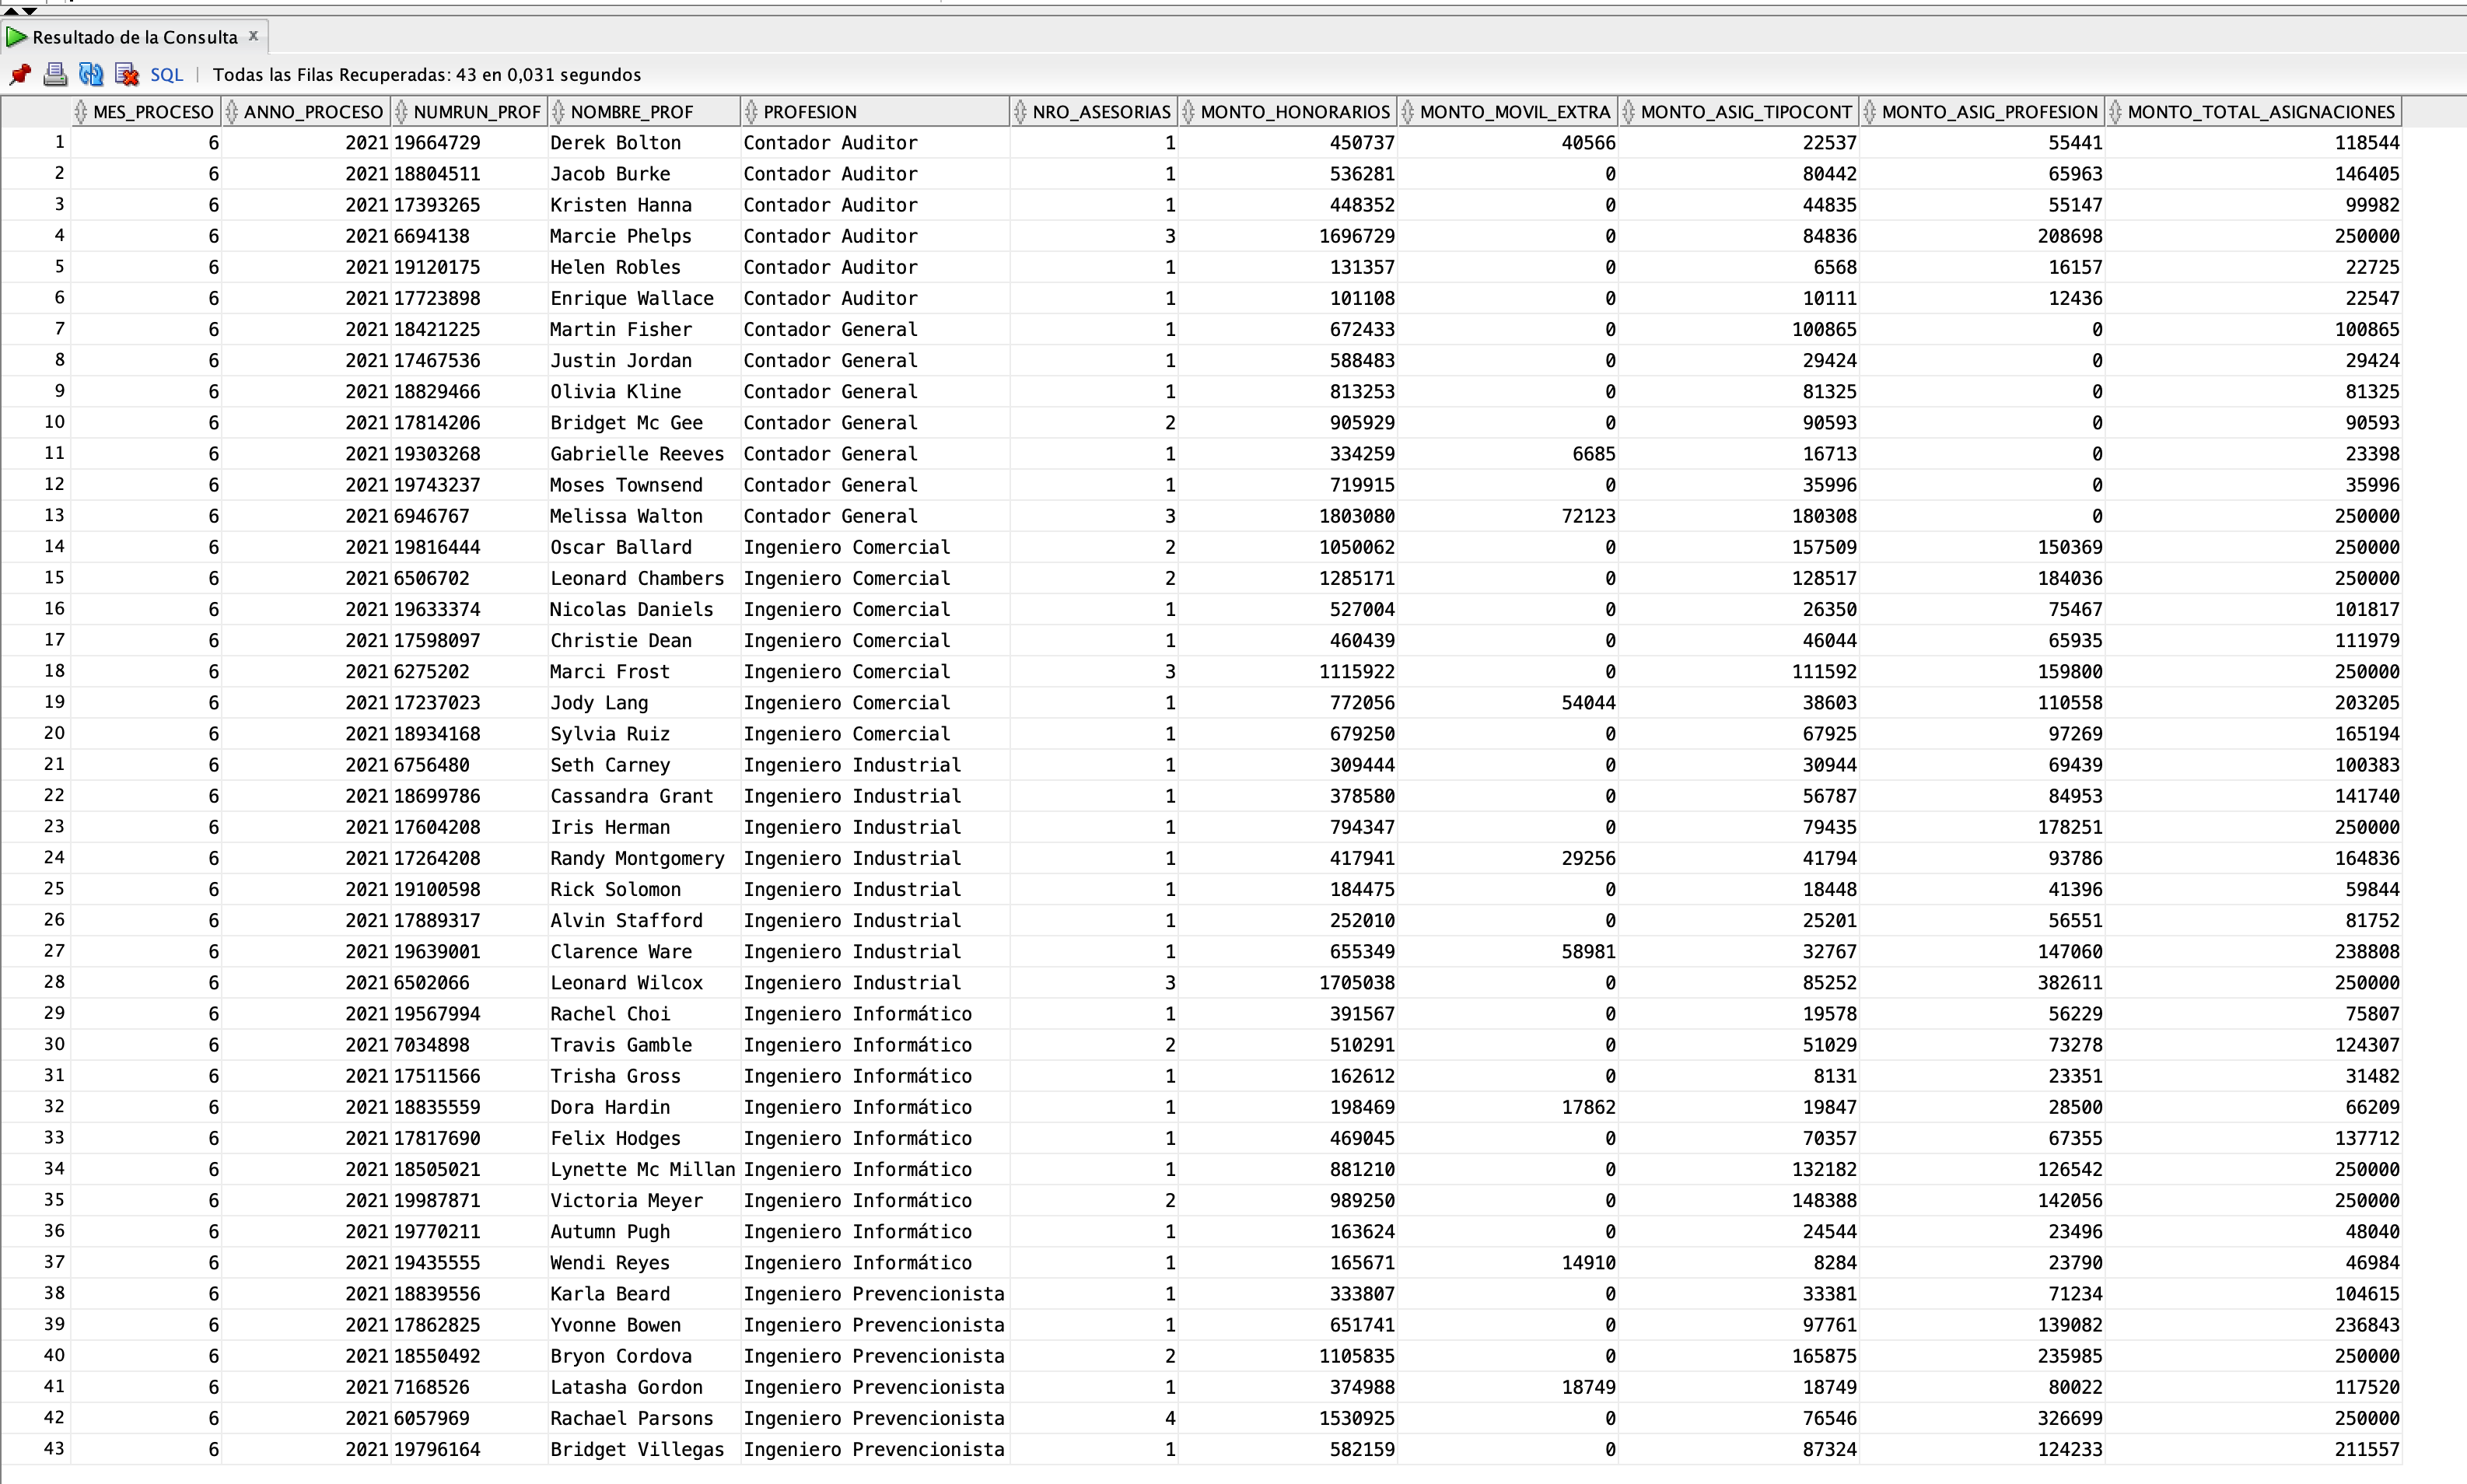 Resultado de la Consulta x
SQL | Todas las Filas Recuperadas: 43 en 0,031 segundos
MES_PROCESO ANNO_PROCESO NUMRUN_PROF NOMBRE_PROF PROFESION NRO_ASESORIAS MONTO_HONORARIOS MONTO_MOVIL_EXTRA MONTO_ASIG_TIPOCONT MONTO_ASIG_PROFESION MONTO_TOTAL_ASIGNACIONES
1 6 2021 19664729 Derek Bolton Contador Auditor 1 450737 40566 22537 55441 118544
2 6 2021 18804511 Jacob Burke Contador Auditor 1 536281 0 80442 65963 146405
3 6 2021 17393265 Kristen Hanna Contador Auditor 1 448352 0 44835 55147 99982
4 6 2021 6694138 Marcie Phelps Contador Auditor 3 1696729 0 84836 208698 250000
5 6 2021 19120175 Helen Robles Contador Auditor 1 131357 0 6568 16157 22725
6 6 2021 17723898 Enrique Wallace Contador Auditor 1 101108 0 10111 12436 22547
7 6 2021 18421225 Martin Fisher Contador General 1 672433 0 100865 0 100865
8 6 2021 17467536 Justin Jordan Contador General 1 588483 0 29424 0 29424
9 6 2021 18829466 Olivia Kline Contador General 1 813253 0 81325 0 81325
10 6 2021 17814206 Bridget Mc Gee Contador General 2 905929 0 90593 0 90593
11 6 2021 19303268 Gabrielle Reeves Contador General 1 334259 6685 16713 0 23398
12 6 2021 19743237 Moses Townsend Contador General 1 719915 0 35996 0 35996
13 6 2021 6946767 Melissa Walton Contador General 3 1803080 72123 180308 0 250000
14 6 2021 19816444 Oscar Ballard Ingeniero Comercial 2 1050062 0 157509 150369 250000
15 6 2021 6506702 Leonard Chambers Ingeniero Comercial 2 1285171 0 128517 184036 250000
16 6 2021 19633374 Nicolas Daniels Ingeniero Comercial 1 527004 0 26350 75467 101817
17 6 2021 17598097 Christie Dean Ingeniero Comercial 1 460439 0 46044 65935 111979
18 6 2021 6275202 Marci Frost Ingeniero Comercial 3 1115922 0 111592 159800 250000
19 6 2021 17237023 Jody Lang Ingeniero Comercial 1 772056 54044 38603 110558 203205
20 6 2021 18934168 Sylvia Ruiz Ingeniero Comercial 1 679250 0 67925 97269 165194
21 6 2021 6756480 Seth Carney Ingeniero Industrial 1 309444 0 30944 69439 100383
22 6 2021 18699786 Cassandra Grant Ingeniero Industrial 1 378580 0 56787 84953 141740
23 6 2021 17604208 Iris Herman Ingeniero Industrial 1 794347 0 79435 178251 250000
24 6 2021 17264208 Randy Montgomery Ingeniero Industrial 1 417941 29256 41794 93786 164836
25 6 2021 19100598 Rick Solomon Ingeniero Industrial 1 184475 0 18448 41396 59844
26 6 2021 17889317 Alvin Stafford Ingeniero Industrial 1 252010 0 25201 56551 81752
27 6 2021 19639001 Clarence Ware Ingeniero Industrial 1 655349 58981 32767 147060 238808
28 6 2021 6502066 Leonard Wilcox Ingeniero Industrial 3 1705038 0 85252 382611 250000
29 6 2021 19567994 Rachel Choi Ingeniero Informático 1 391567 0 19578 56229 75807
30 6 2021 7034898 Travis Gamble Ingeniero Informático 2 510291 0 51029 73278 124307
31 6 2021 17511566 Trisha Gross Ingeniero Informático 1 162612 0 8131 23351 31482
32 6 2021 18835559 Dora Hardin Ingeniero Informático 1 198469 17862 19847 28500 66209
33 6 2021 17817690 Felix Hodges Ingeniero Informático 1 469045 0 70357 67355 137712
34 6 2021 18505021 Lynette Mc Millan Ingeniero Informático 1 881210 0 132182 126542 250000
35 6 2021 19987871 Victoria Meyer Ingeniero Informático 2 989250 0 148388 142056 250000
36 6 2021 19770211 Autumn Pugh Ingeniero Informático 1 163624 0 24544 23496 48040
37 6 2021 19435555 Wendi Reyes Ingeniero Informático 1 165671 14910 8284 23790 46984
38 6 2021 18839556 Karla Beard Ingeniero Prevencionista 1 333807 0 33381 71234 104615
39 6 2021 17862825 Yvonne Bowen Ingeniero Prevencionista 1 651741 0 97761 139082 236843
40 6 2021 18550492 Bryon Cordova Ingeniero Prevencionista 2 1105835 0 165875 235985 250000
41 6 2021 7168526 Latasha Gordon Ingeniero Prevencionista 1 374988 18749 18749 80022 117520
42 6 2021 6057969 Rachael Parsons Ingeniero Prevencionista 4 1530925 0 76546 326699 250000
43 6 2021 19796164 Bridget Villegas Ingeniero Prevencionista 1 582159 0 87324 124233 211557